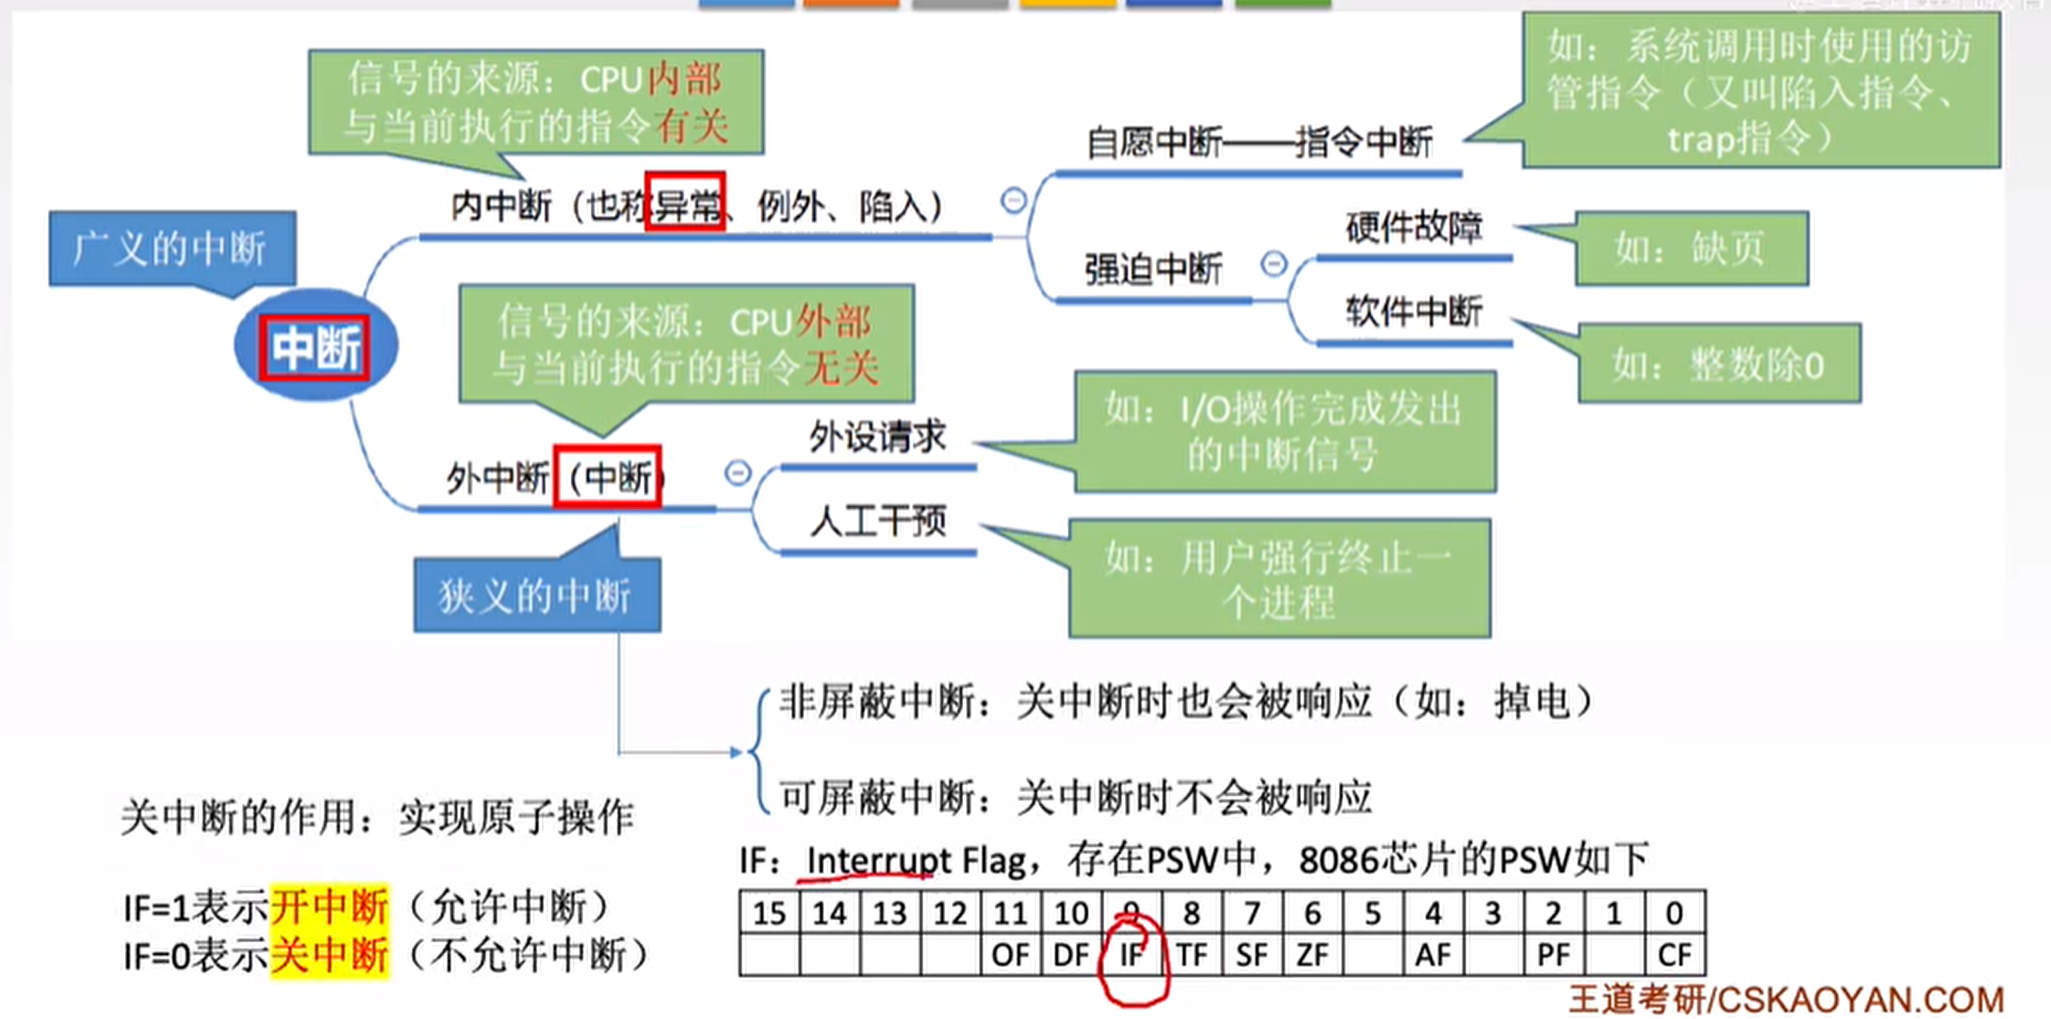 信号的来源：CPU内部
与当前执行的指令有关
如：系统调用时使用的访
管指令（又叫陷入指令、
trap指令）
自愿中断——指令中断
内中断（也称异常、例外、陷入）
硬件故障
如：缺页
广义的中断
强迫中断
软件中断
如：整数除0
信号的来源：CPU外部
与当前执行的指令无关
中断
外设请求
如：I/O操作完成发出
的中断信号
外中断（中断）
人工干预
如：用户强行终止一
个进程
狭义的中断
非屏蔽中断：关中断时也会被响应（如：掉电）
可屏蔽中断：关中断时不会被响应
关中断的作用：实现原子操作
IF：Interrupt Flag，存在PSW中，8086芯片的PSW如下
IF=1表示开中断（允许中断）
IF=0表示关中断（不允许中断）
15 14 13 12 11 10 9 8 7 6 5 4 3 2 1 0
OF DF IF TF SF ZF AF PF CF
王道考研/CSKAOYAN.COM